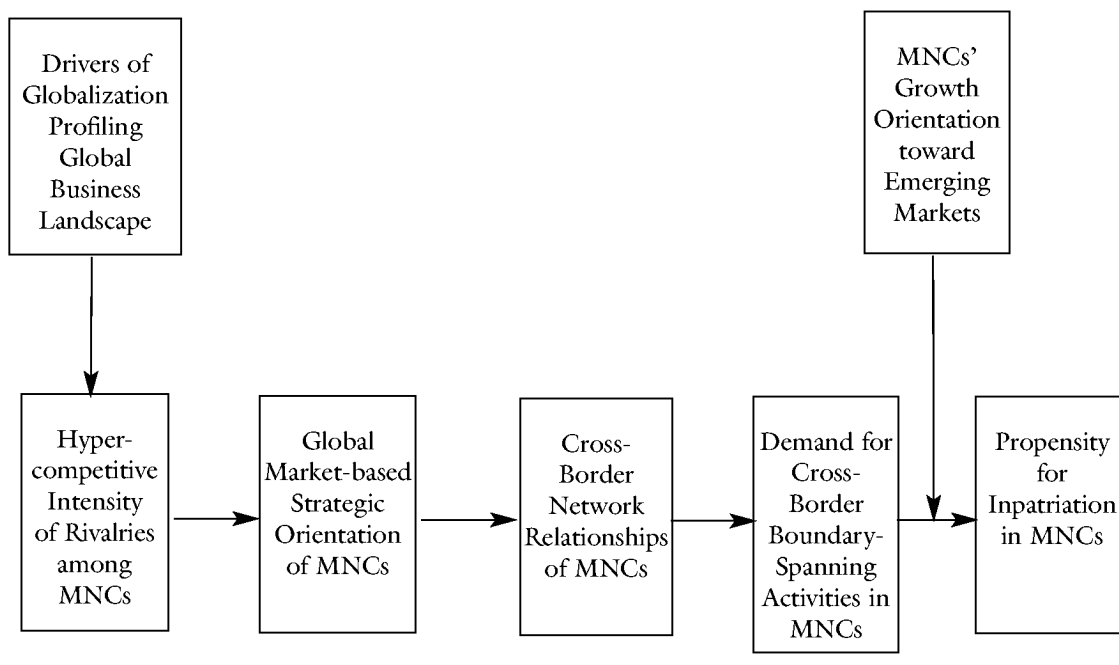 Drivers of
Globalization
Profiling
Global
Business
Landscape
MNCs’
Growth
Orientation
toward
Emerging
Markets
Hyper-
competitive
Intensity
of Rivalries
among
MNCs
Global
Market-based
Strategic
Orientation
of MNCs
Cross-
Border
Network
Relationships
of MNCs
Demand for
Cross-
Border
Boundary-
Spanning
Activities in
MNCs
Propensity
for
Inpatriation
in MNCs